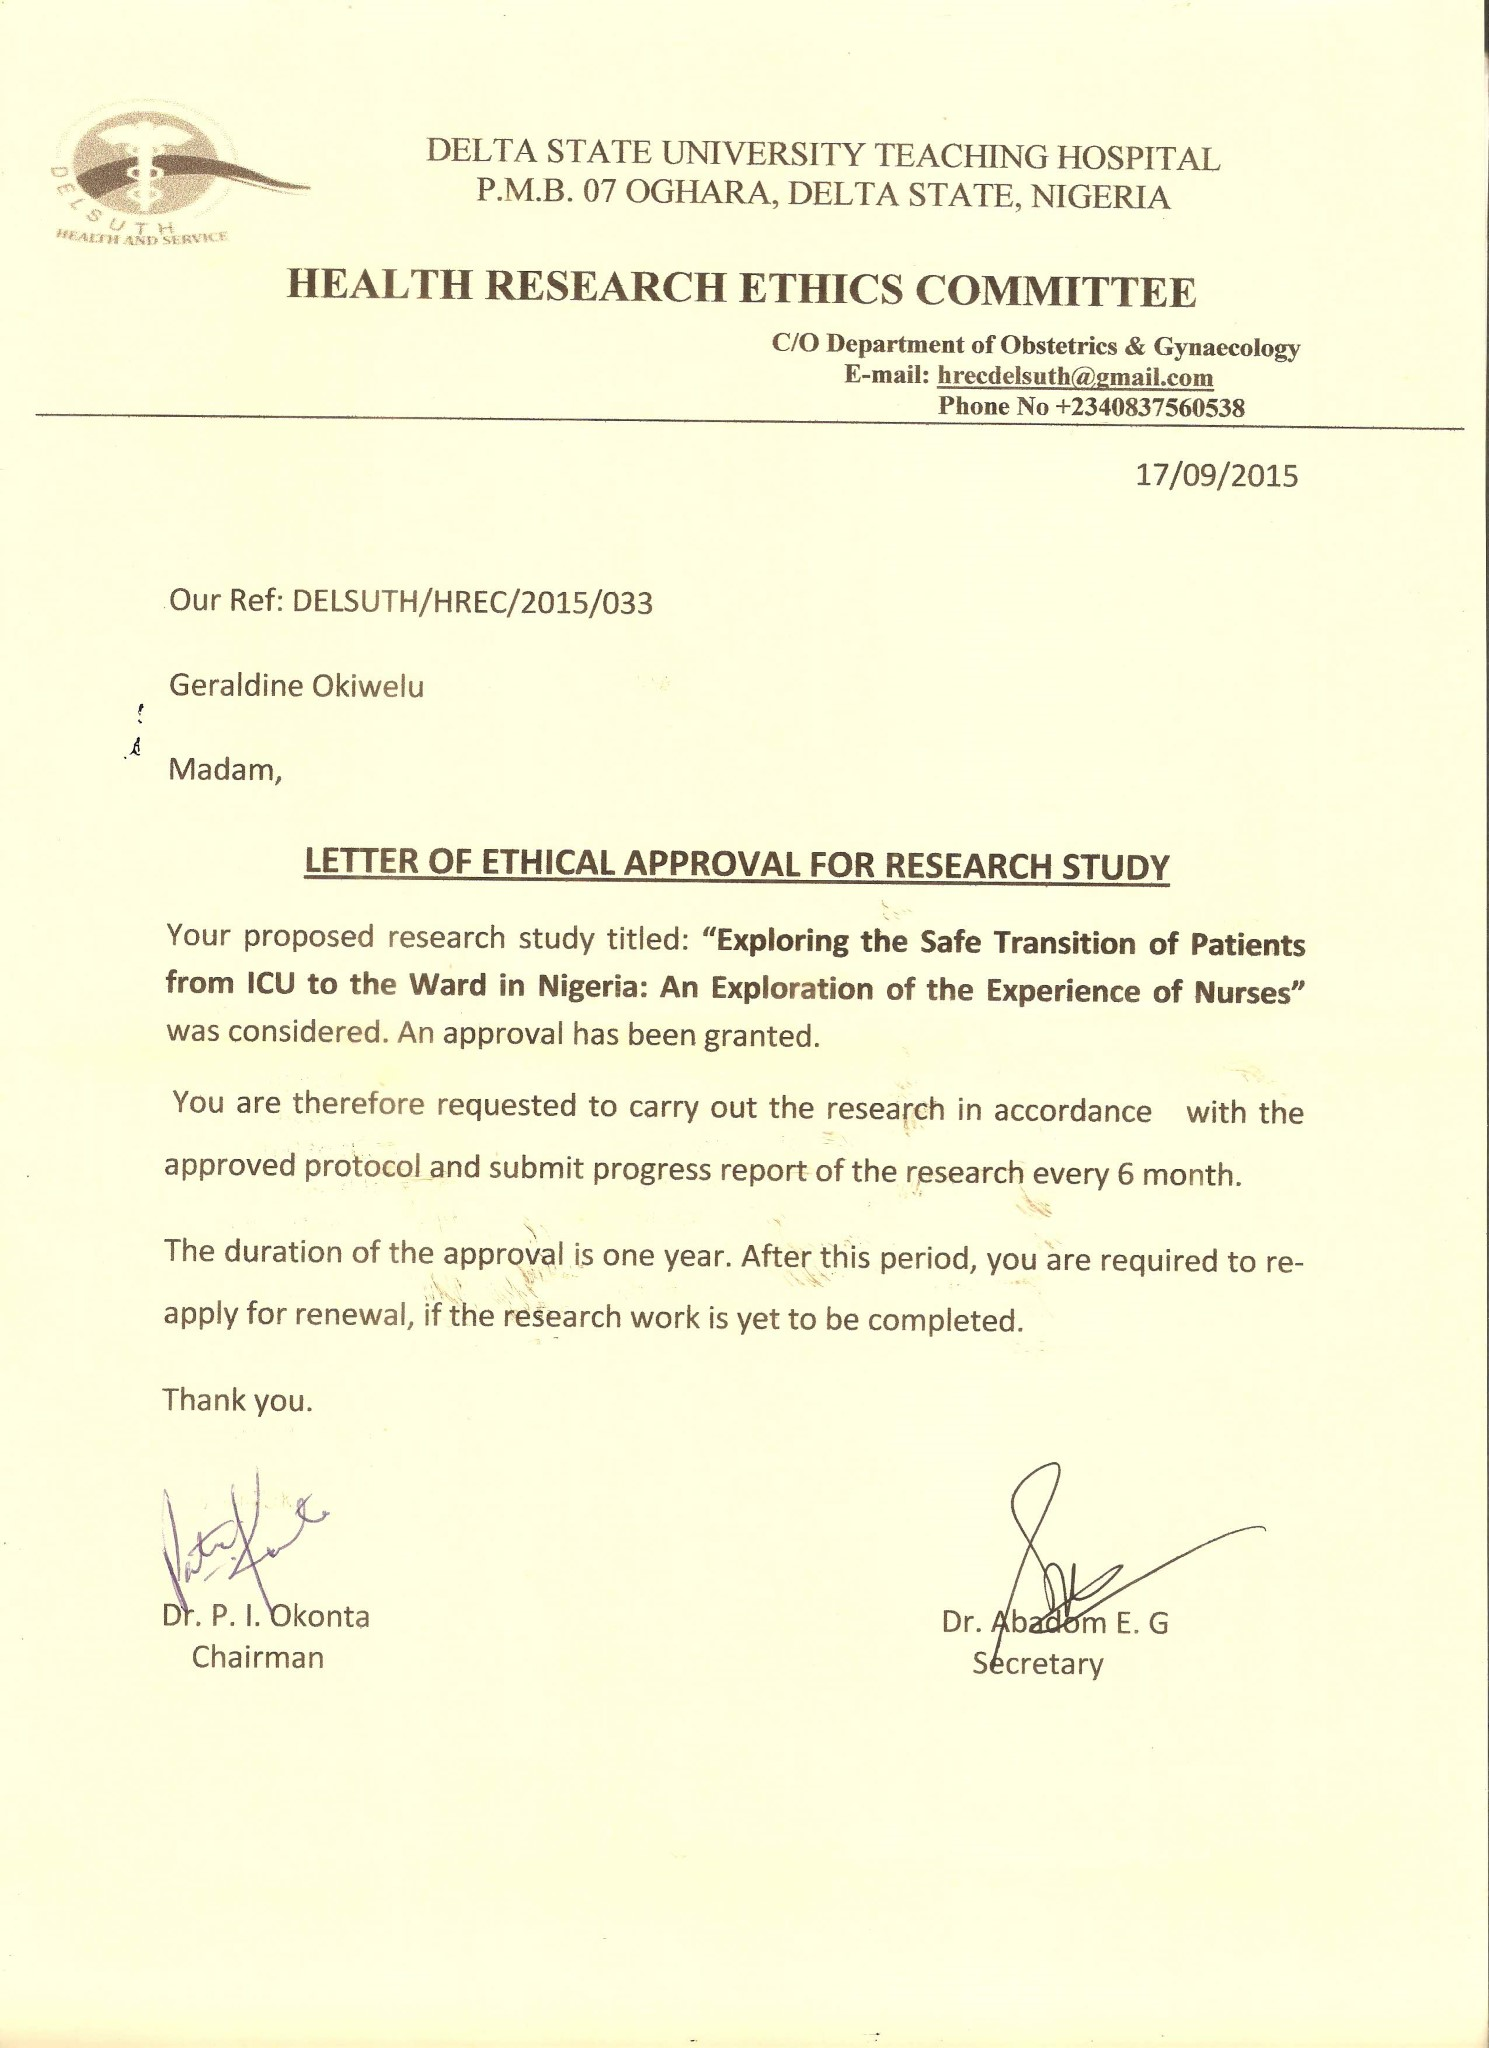 DELSUTH
HEALTH AND SERVICE
DELTA STATE UNIVERSITY TEACHING HOSPITAL
P.M.B. 07 OGHARA, DELTA STATE, NIGERIA
HEALTH RESEARCH ETHICS COMMITTEE
C/O Department of Obstetrics & Gynaecology
E-mail: hrecdelsuth@gmail.com
Phone No +2340837560538
17/09/2015
Our Ref: DELSUTH/HREC/2015/033
Geraldine Okiwelu
Madam,
LETTER OF ETHICAL APPROVAL FOR RESEARCH STUDY
Your proposed research study titled: “Exploring the Safe Transition of Patients
from ICU to the Ward in Nigeria: An Exploration of the Experience of Nurses”
was considered. An approval has been granted.
You are therefore requested to carry out the research in accordance with the
approved protocol and submit progress report of the research every 6 month.
The duration of the approval is one year. After this period, you are required to re-
apply for renewal, if the research work is yet to be completed.
Thank you.
Dr. P. I. Okonta
Chairman
Dr. Abadom E. G
Secretary